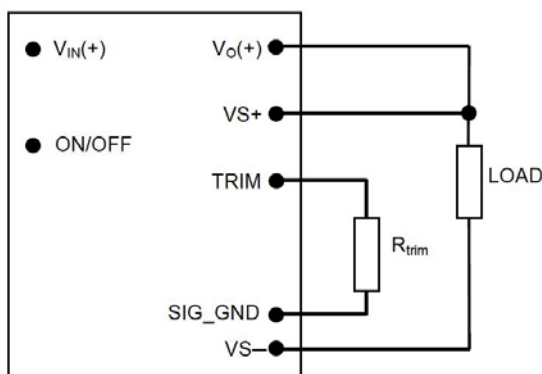 V_IN(+)
V_O(+)
VS+
ON/OFF
TRIM
LOAD
R_trim
SIG_GND
VS─